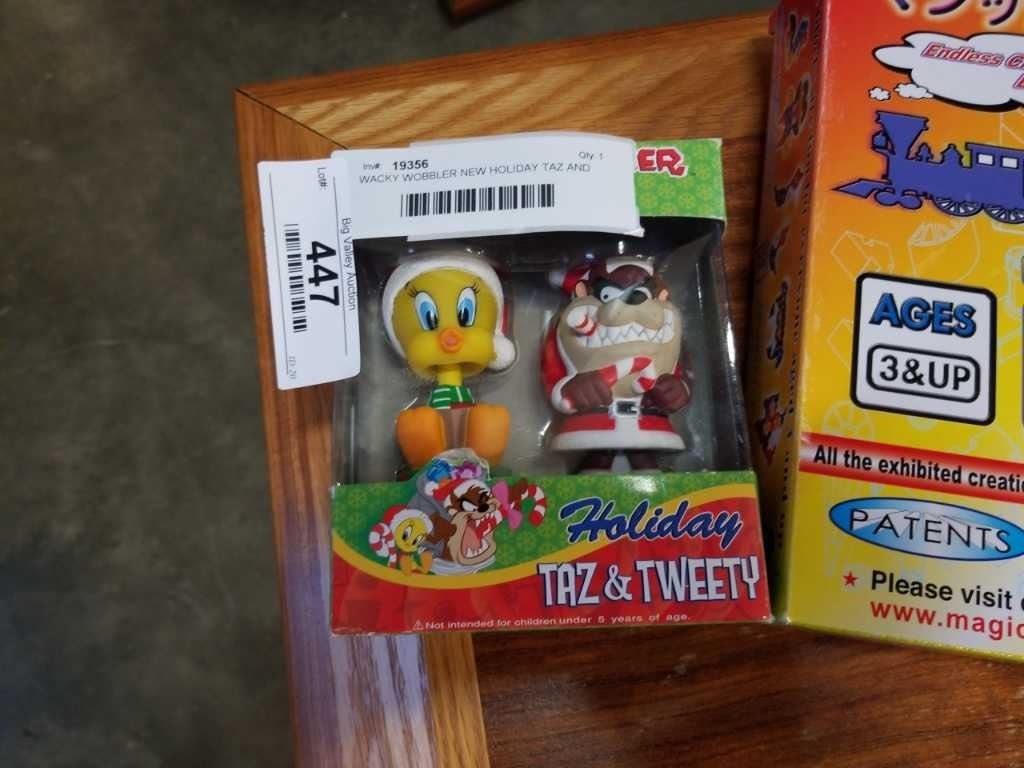 Inv#: 19356 Qty: 1
WACKY WOBBLER NEW HOLIDAY TAZ AND
Lot#:
447
Big Valley Auction
ER
Holiday
TAZ & TWEETY
⚠Not intended for children under 5 years of age.
Endless
AGES
3&UP
All the exhibited
PATENTS
★ Please visit
www.magic